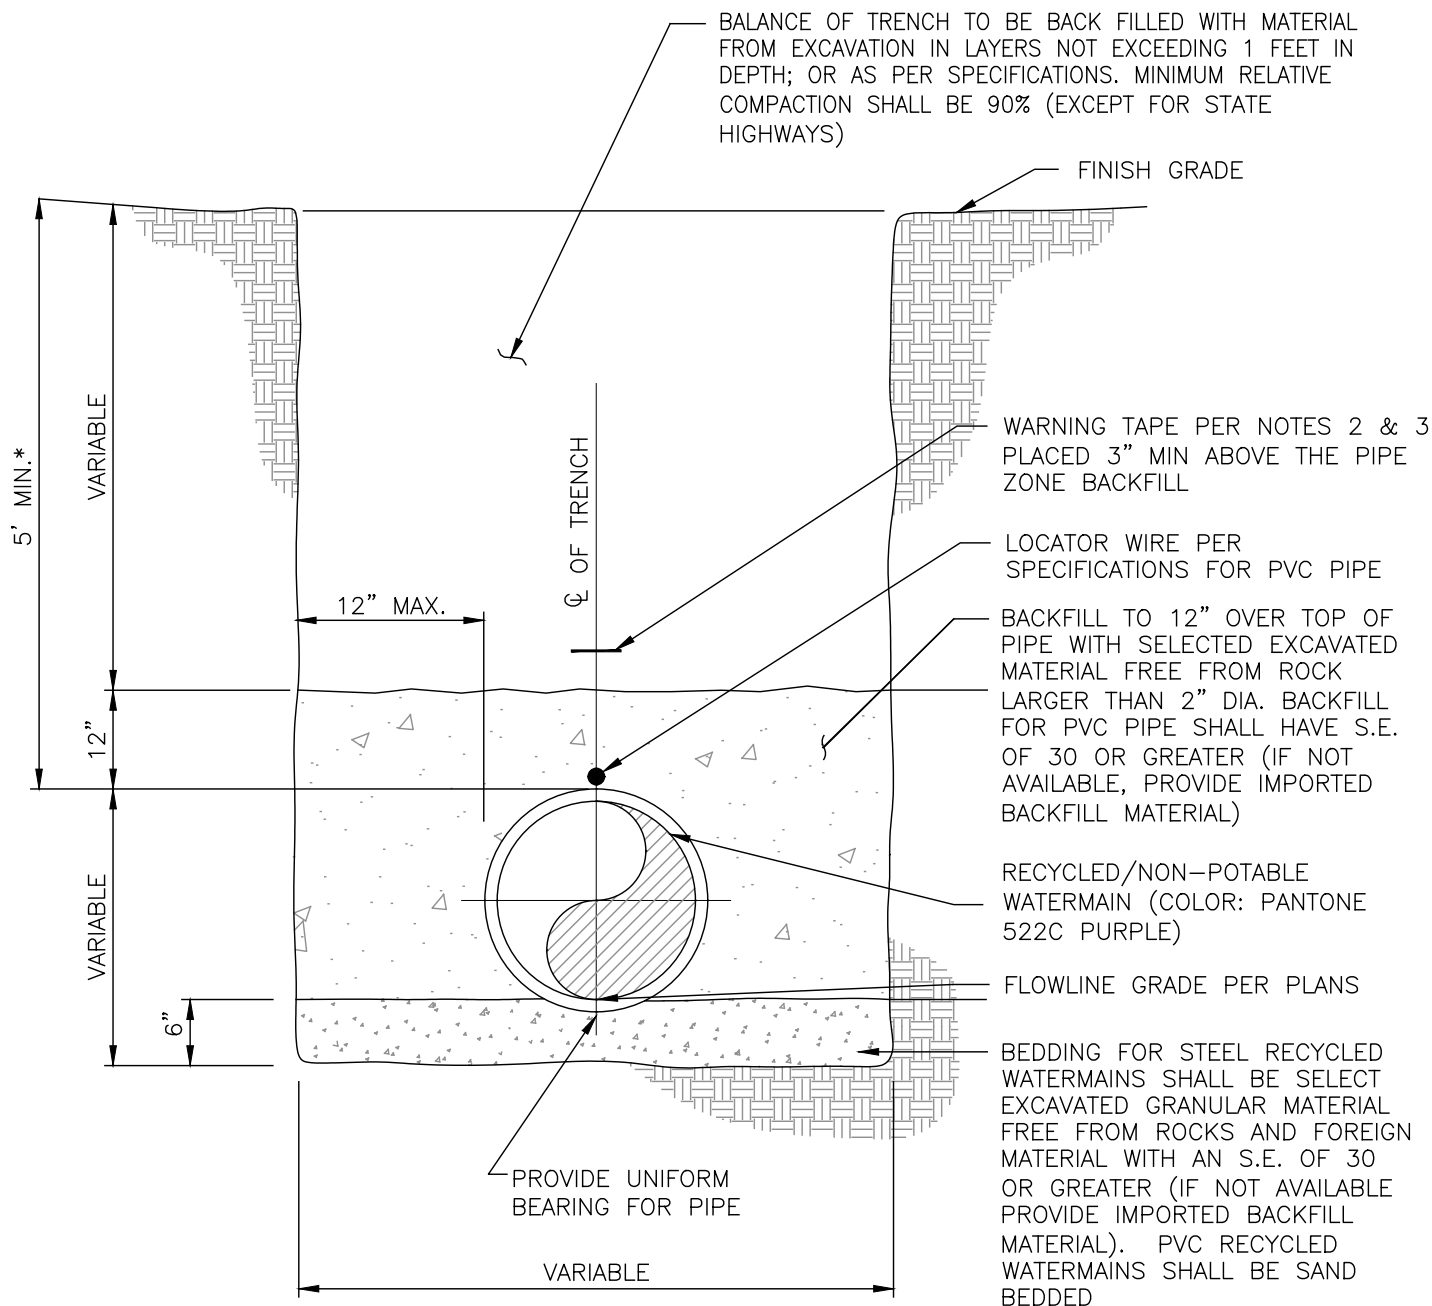 BALANCE OF TRENCH TO BE BACK FILLED WITH MATERIAL
FROM EXCAVATION IN LAYERS NOT EXCEEDING 1 FEET IN
DEPTH; OR AS PER SPECIFICATIONS. MINIMUM RELATIVE
COMPACTION SHALL BE 90% (EXCEPT FOR STATE
HIGHWAYS)
FINISH GRADE
5' MIN.*
VARIABLE
℄ OF TRENCH
12" MAX.
WARNING TAPE PER NOTES 2 & 3
PLACED 3" MIN ABOVE THE PIPE
ZONE BACKFILL
LOCATOR WIRE PER
SPECIFICATIONS FOR PVC PIPE
BACKFILL TO 12" OVER TOP OF
PIPE WITH SELECTED EXCAVATED
MATERIAL FREE FROM ROCK
LARGER THAN 2" DIA. BACKFILL
FOR PVC PIPE SHALL HAVE S.E.
OF 30 OR GREATER (IF NOT
AVAILABLE, PROVIDE IMPORTED
BACKFILL MATERIAL)
12"
VARIABLE
RECYCLED/NON-POTABLE
WATERMAIN (COLOR: PANTONE
522C PURPLE)
FLOWLINE GRADE PER PLANS
6"
BEDDING FOR STEEL RECYCLED
WATERMAINS SHALL BE SELECT
EXCAVATED GRANULAR MATERIAL
FREE FROM ROCKS AND FOREIGN
MATERIAL WITH AN S.E. OF 30
OR GREATER (IF NOT AVAILABLE
PROVIDE IMPORTED BACKFILL
MATERIAL). PVC RECYCLED
WATERMAINS SHALL BE SAND
BEDDED
PROVIDE UNIFORM
BEARING FOR PIPE
VARIABLE